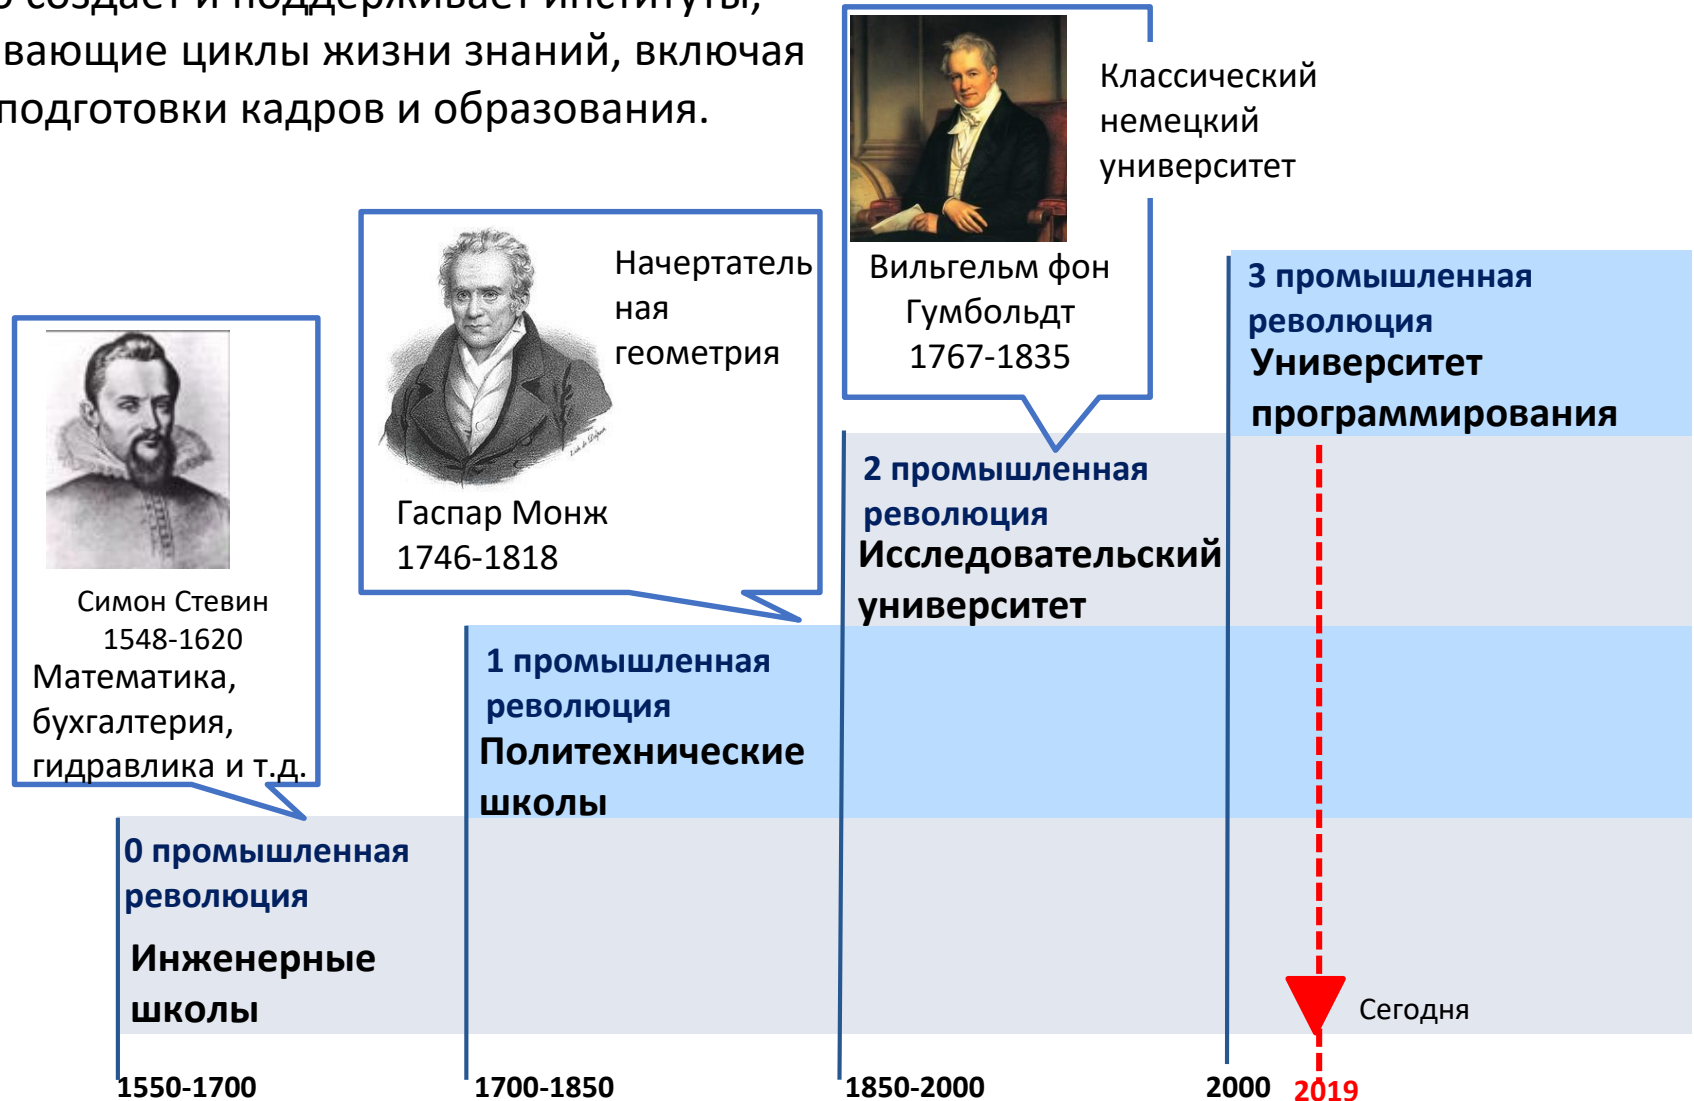 создает и поддерживает институты,
вающие циклы жизни знаний, включая
подготовки кадров и образования.
Классический
немецкий
университет
Вильгельм фон
Гумбольдт
1767-1835
Начертатель
ная
геометрия
Гаспар Монж
1746-1818
Симон Стевин
1548-1620
Математика,
бухгалтерия,
гидравлика и т.д.
3 промышленная
революция
Университет
программирования
2 промышленная
революция
Исследовательский
университет
1 промышленная
революция
Политехнические
школы
0 промышленная
революция
Инженерные
школы
Сегодня
1550-1700
1700-1850
1850-2000
2000
2019